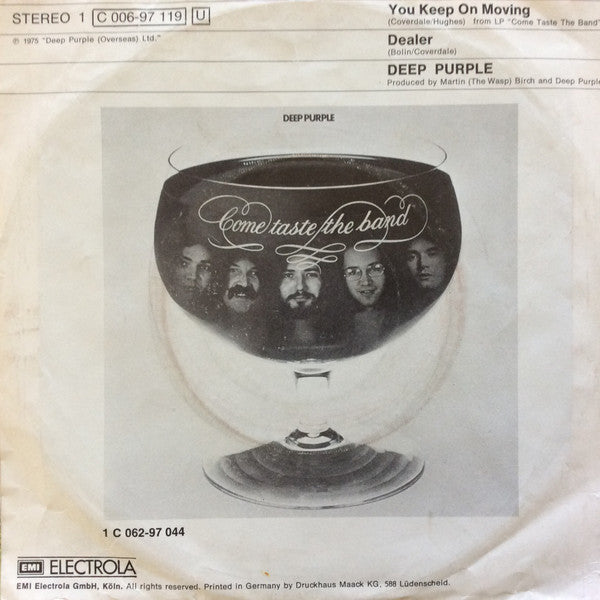 STEREO 1 C 006-97 119 U
℗ 1975 "Deep Purple (Overseas) Ltd."
You Keep On Moving
(Coverdale/Hughes) from LP "Come Taste The Band"
Dealer
(Bolin/Coverdale)
DEEP PURPLE
Produced by Martin (The Wasp) Birch and Deep Purple
DEEP PURPLE
Come taste the band
1 C 062-97 044
EMI ELECTROLA
EMI Electrola GmbH, Köln. All rights reserved. Printed in Germany by Druckhaus Maack KG, 588 Lüdenscheid.